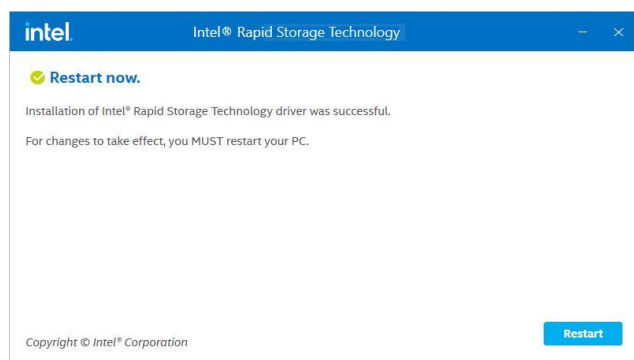 intel.
Intel® Rapid Storage Technology
Restart now.
Installation of Intel® Rapid Storage Technology driver was successful.
For changes to take effect, you MUST restart your PC.
Restart
Copyright © Intel® Corporation